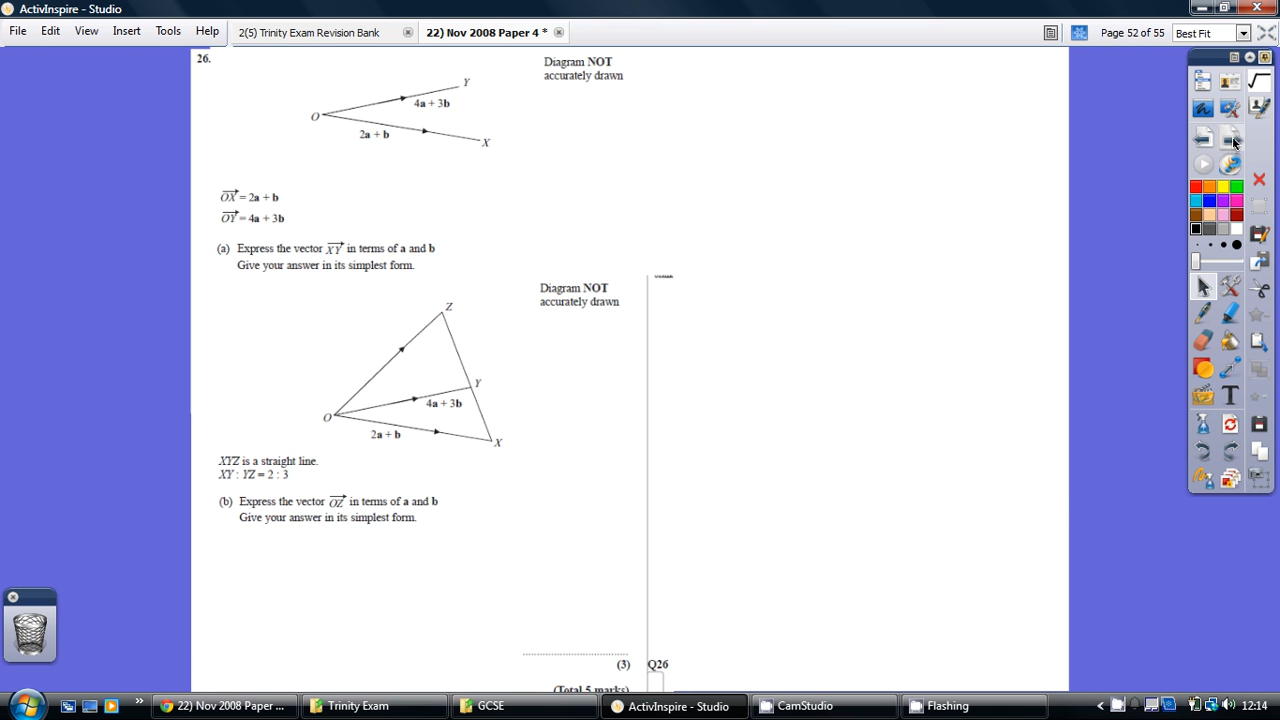 ActivInspire - Studio
File Edit View Insert Tools Help
2(5) Trinity Exam Revision Bank
22) Nov 2008 Paper 4 *
Page 52 of 55
Best Fit
26.
Diagram NOT
accurately drawn
Y
4a + 3b
O
2a + b
X
OX = 2a + b
OY = 4a + 3b
(a) Express the vector XY in terms of a and b
Give your answer in its simplest form.
Diagram NOT
accurately drawn
Z
Y
4a + 3b
O
2a + b
X
XYZ is a straight line.
XY : YZ = 2 : 3
(b) Express the vector OZ in terms of a and b
Give your answer in its simplest form.
(3) Q26
(Total 5 marks)
22) Nov 2008 Paper ...
Trinity Exam
GCSE
ActivInspire - Studio
CamStudio
Flashing
12:14